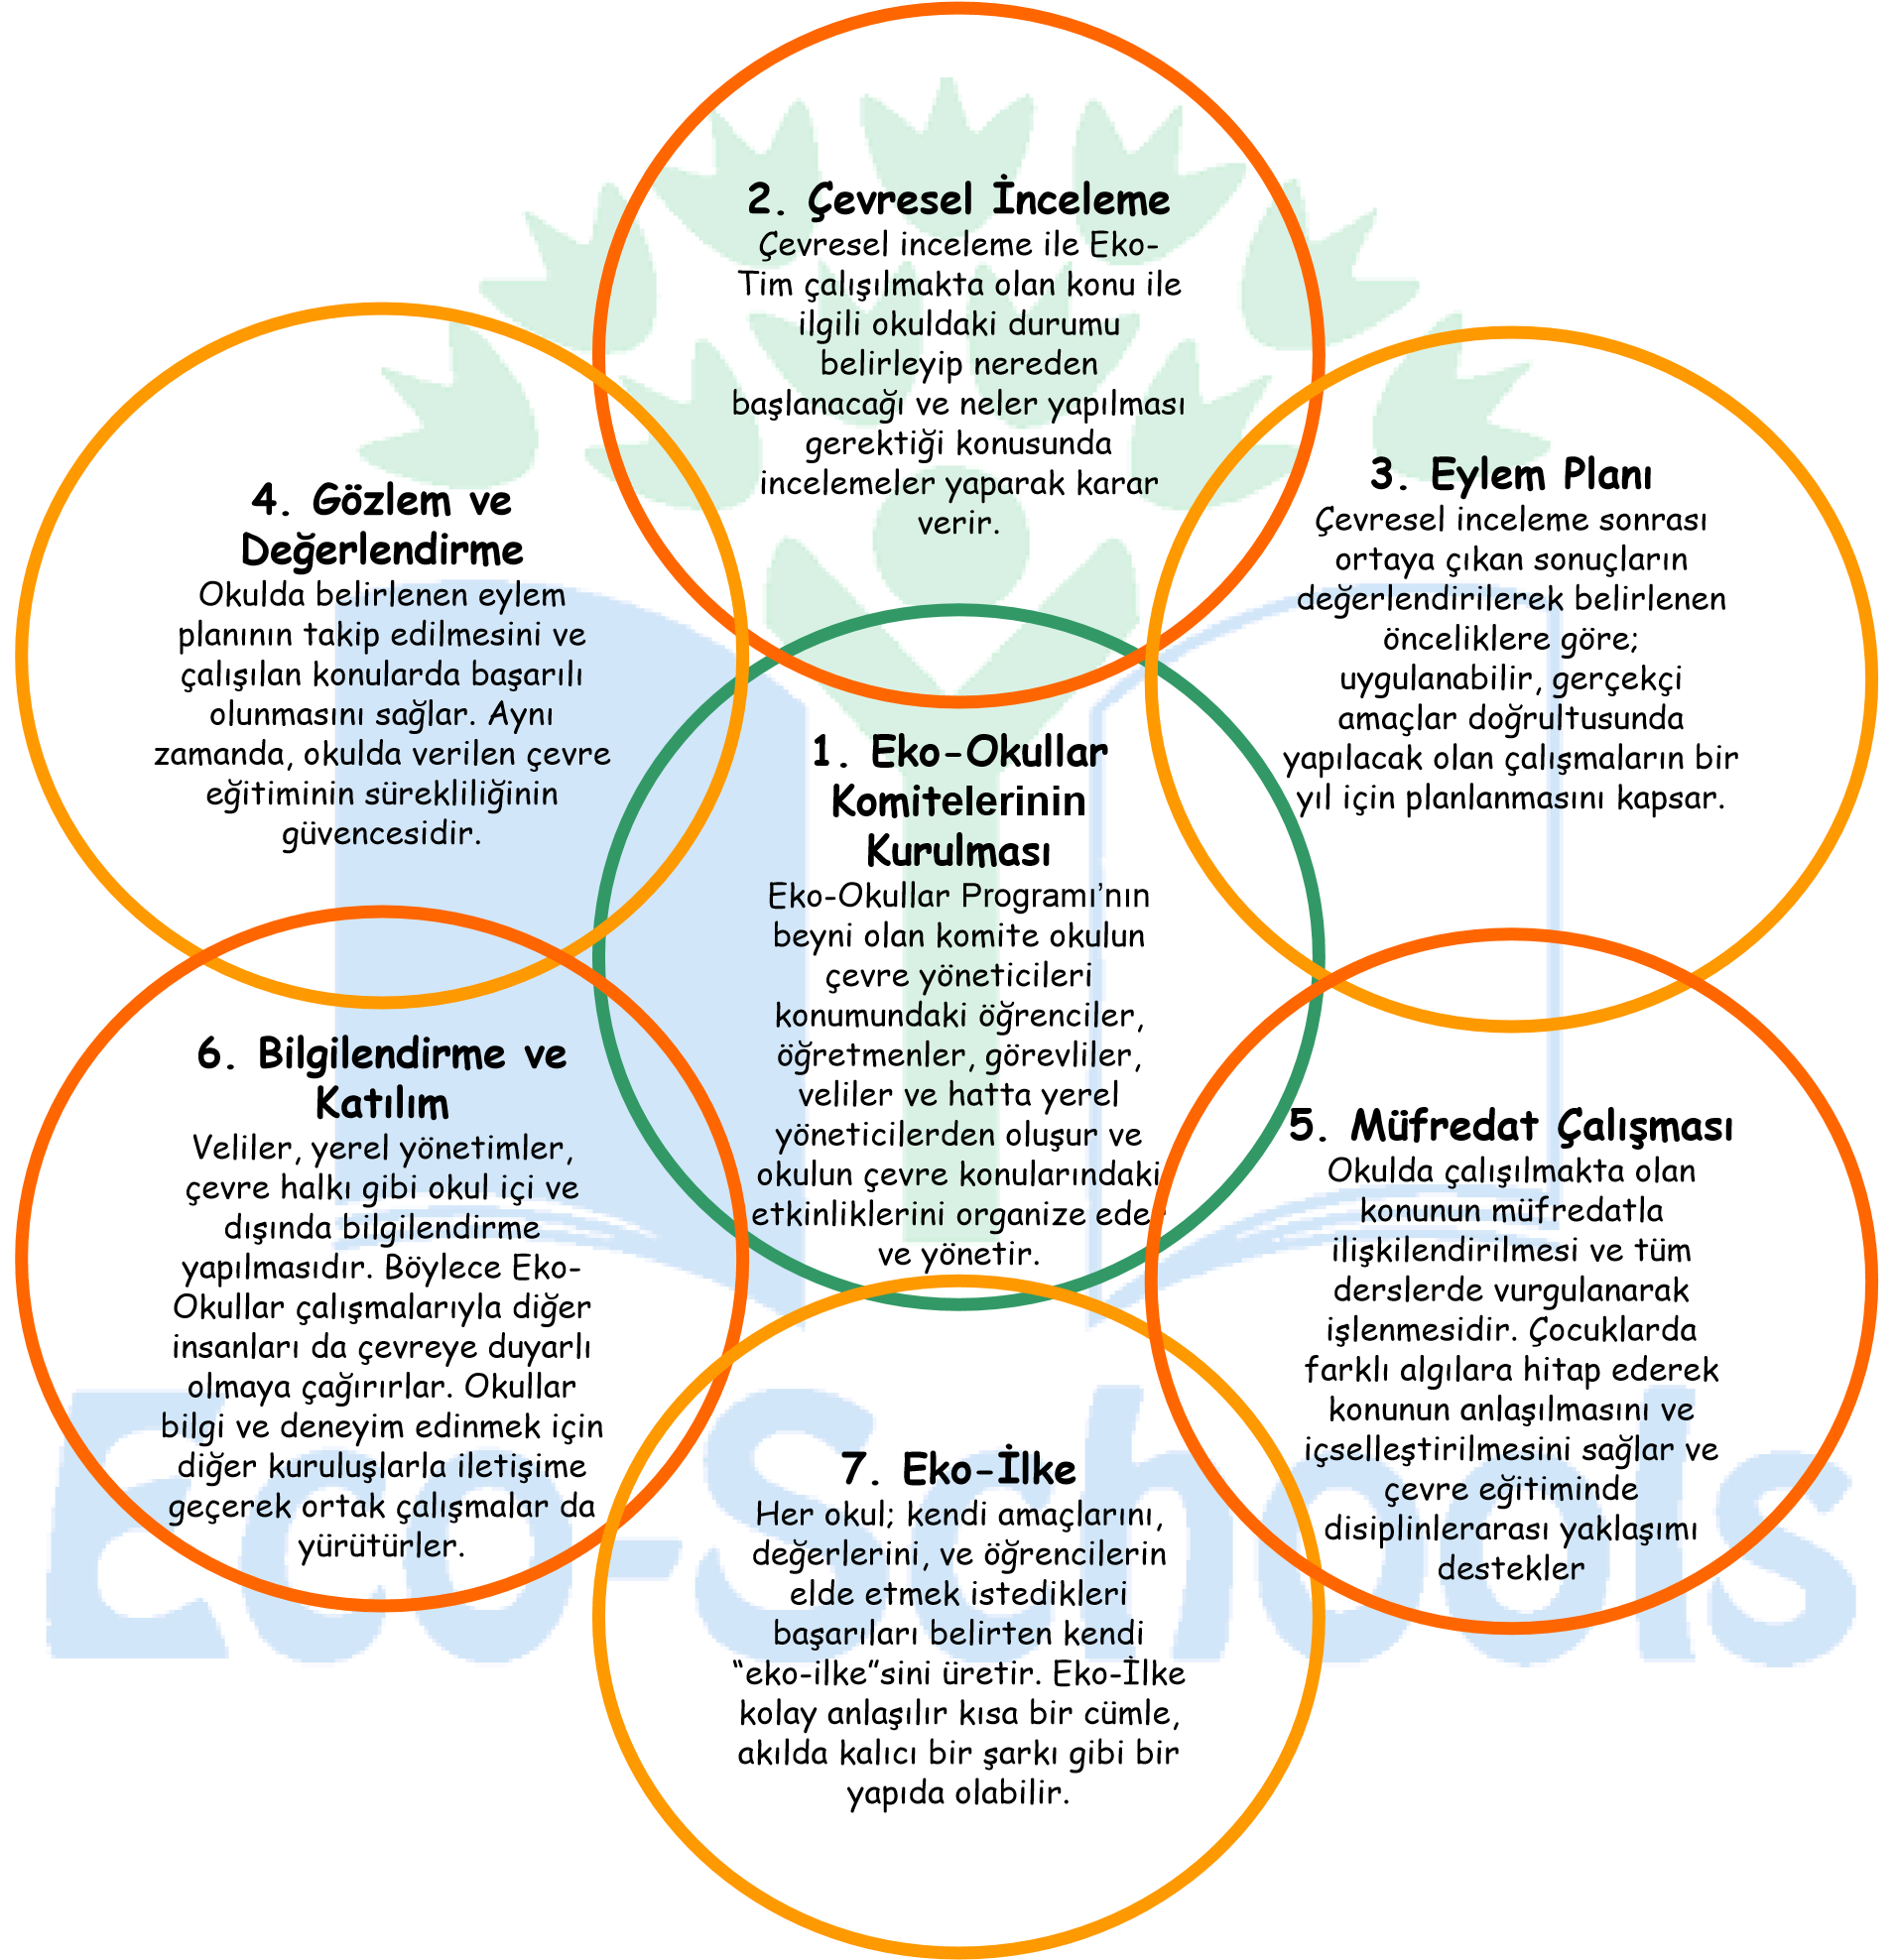 2. Çevresel İnceleme
Çevresel inceleme ile Eko-
Tim çalışılmakta olan konu ile
ilgili okuldaki durumu
belirleyip nereden
başlanacağı ve neler yapılması
gerektiği konusunda
incelemeler yaparak karar
verir.
3. Eylem Planı
Çevresel inceleme sonrası
ortaya çıkan sonuçların
değerlendirilerek belirlenen
önceliklere göre;
uygulanabilir, gerçekçi
amaçlar doğrultusunda
yapılacak olan çalışmaların bir
yıl için planlanmasını kapsar.
4. Gözlem ve
Değerlendirme
Okulda belirlenen eylem
planının takip edilmesini ve
çalışılan konularda başarılı
olunmasını sağlar. Aynı
zamanda, okulda verilen çevre
eğitiminin sürekliliğinin
güvencesidir.
1. Eko-Okullar
Komitelerinin
Kurulması
Eko-Okullar Programı’nın
beyni olan komite okulun
çevre yöneticileri
konumundaki öğrenciler,
öğretmenler, görevliler,
veliler ve hatta yerel
yöneticilerden oluşur ve
okulun çevre konularındaki
etkinliklerini organize eder
ve yönetir.
6. Bilgilendirme ve
Katılım
Veliler, yerel yönetimler,
çevre halkı gibi okul içi ve
dışında bilgilendirme
yapılmasıdır. Böylece Eko-
Okullar çalışmalarıyla diğer
insanları da çevreye duyarlı
olmaya çağırırlar. Okullar
bilgi ve deneyim edinmek için
diğer kuruluşlarla iletişime
geçerek ortak çalışmalar da
yürütürler.
5. Müfredat Çalışması
Okulda çalışılmakta olan
konunun müfredatla
ilişkilendirilmesi ve tüm
derslerde vurgulanarak
işlenmesidir. Çocuklarda
farklı algılara hitap ederek
konunun anlaşılmasını ve
içselleştirilmesini sağlar ve
çevre eğitiminde
disiplinlerarası yaklaşımı
destekler
7. Eko-İlke
Her okul; kendi amaçlarını,
değerlerini, ve öğrencilerin
elde etmek istedikleri
başarıları belirten kendi
“eko-ilke”sini üretir. Eko-İlke
kolay anlaşılır kısa bir cümle,
akılda kalıcı bir şarkı gibi bir
yapıda olabilir.
Eco-Schools